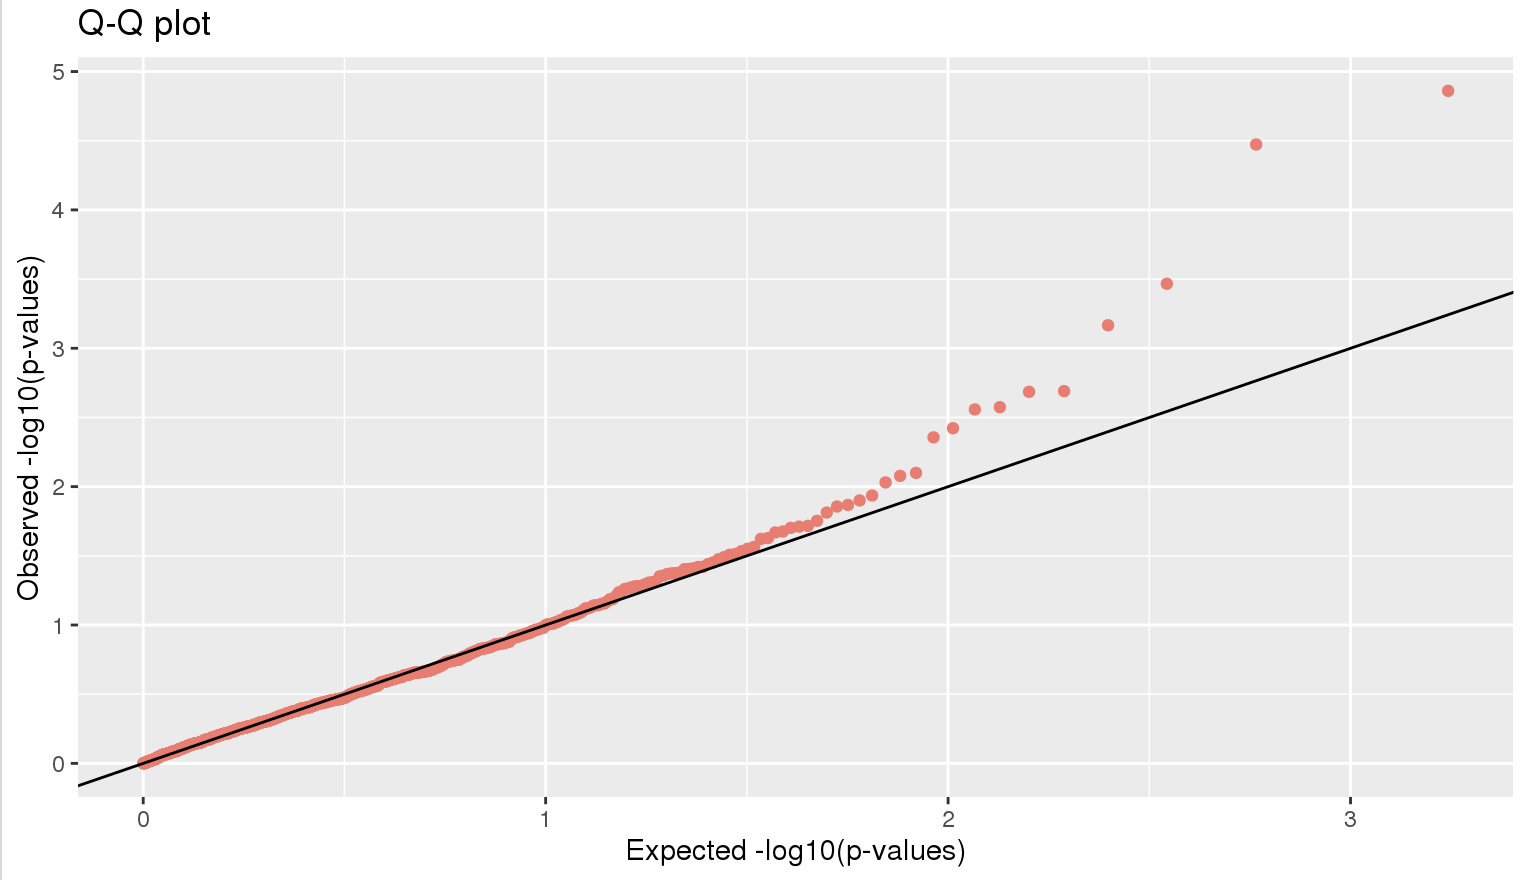 Q-Q plot
5
4
3
2
1
0
Observed -log10(p-values)
0 1 2 3
Expected -log10(p-values)